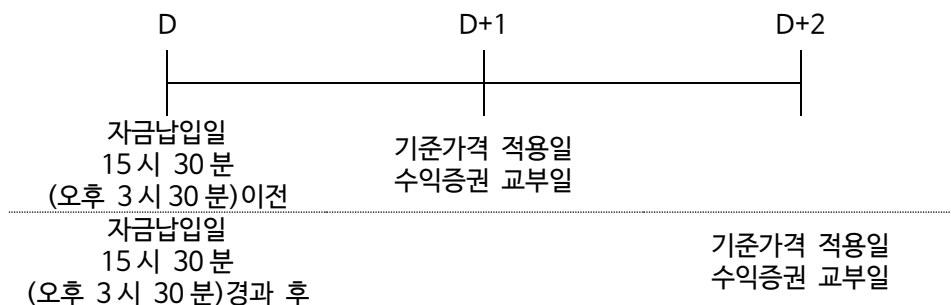 D D+1 D+2
자금납입일
15시 30분
(오후 3시30분)이전
기준가격 적용일
수익증권 교부일
자금납입일
15시 30분
(오후 3시 30분)경과 후
기준가격 적용일
수익증권 교부일